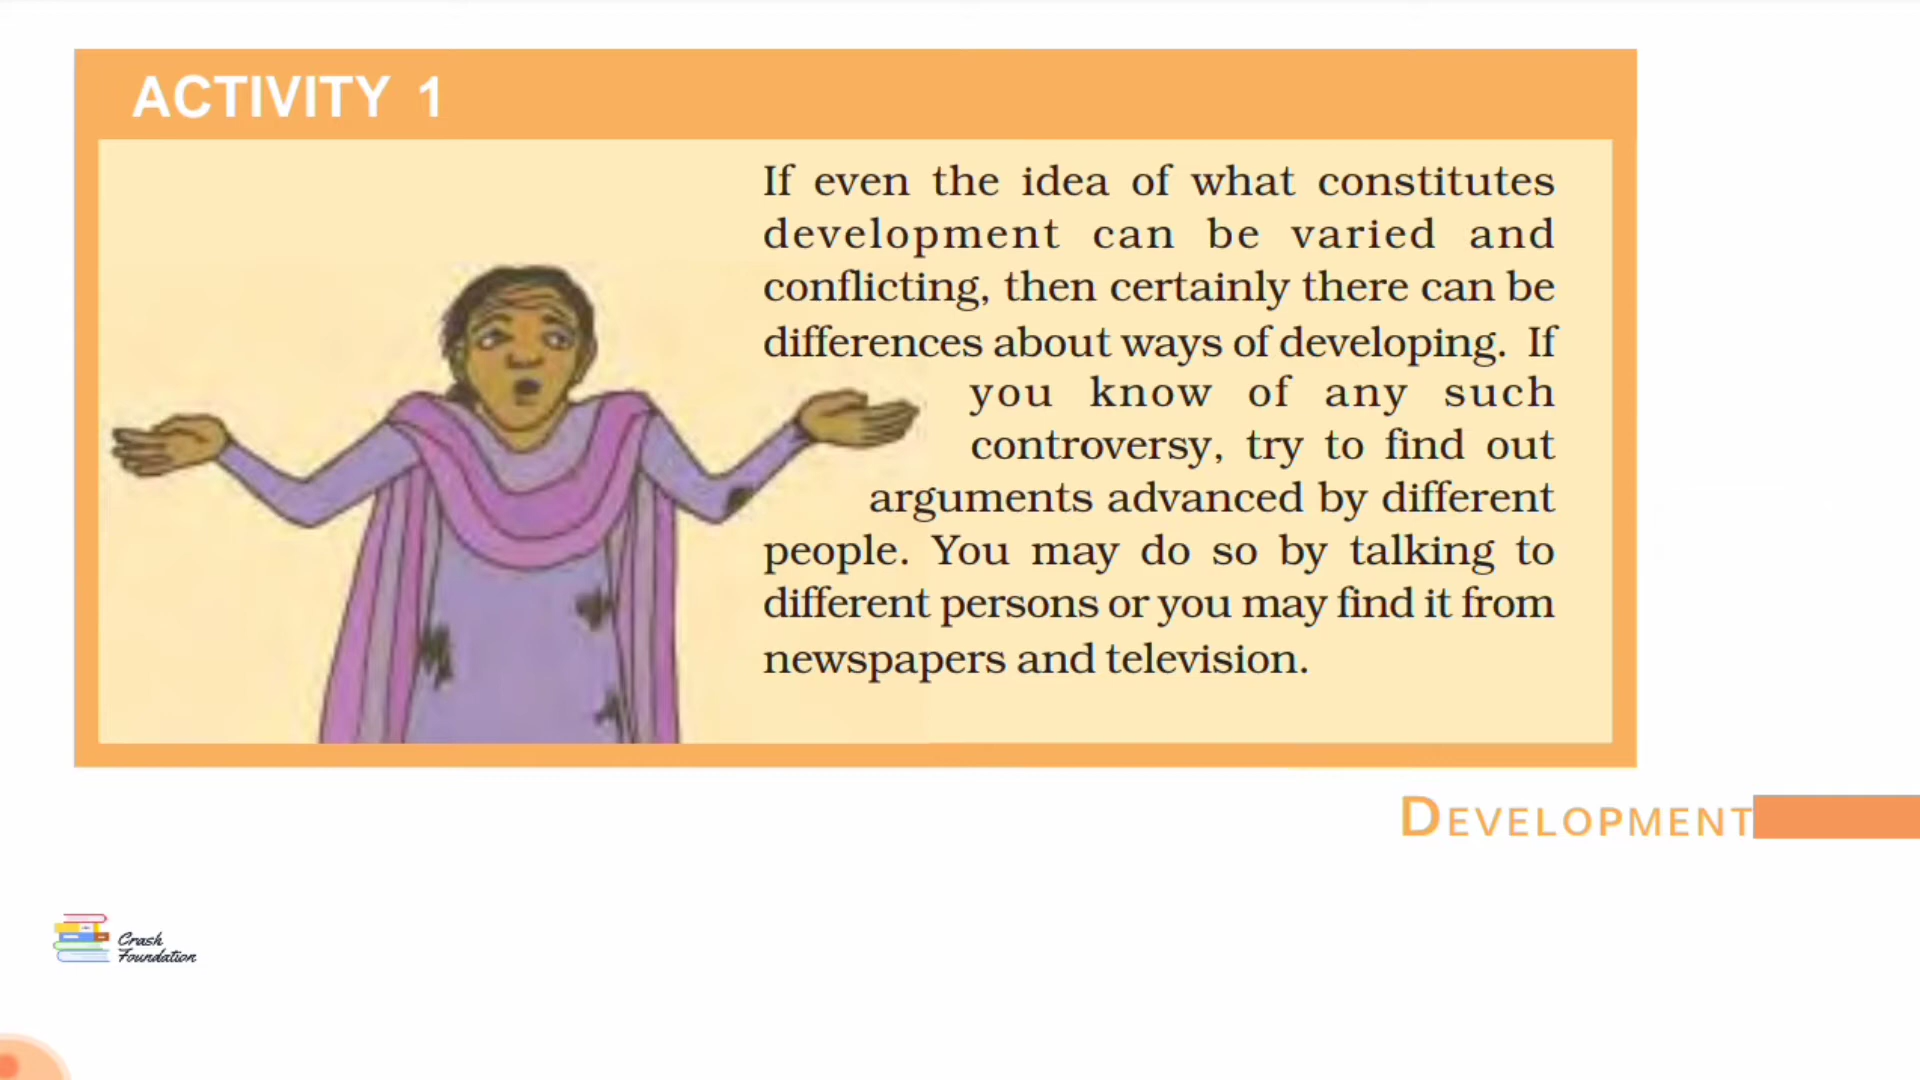 ACTIVITY 1
If even the idea of what constitutes
development can be varied and
conflicting, then certainly there can be
differences about ways of developing. If
you know of any such
controversy, try to find out
arguments advanced by different
people. You may do so by talking to
different persons or you may find it from
newspapers and television.
DEVELOPMENT
Crash
Foundation